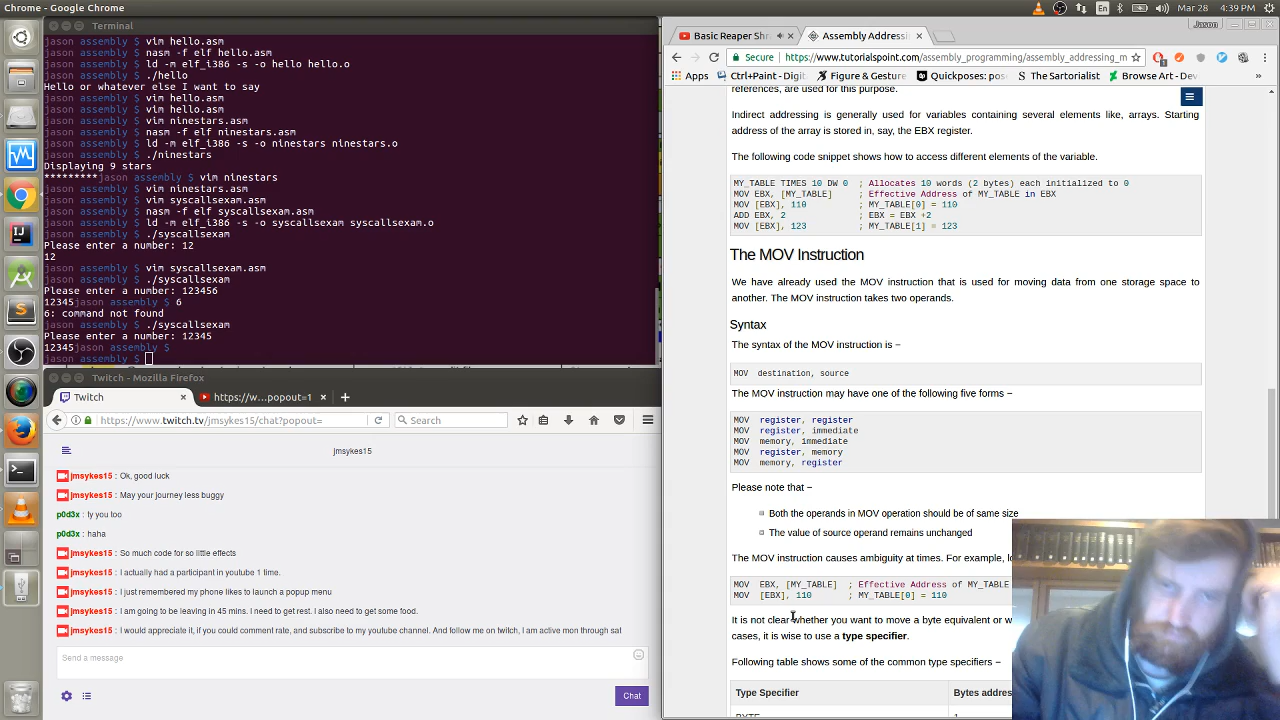 Chrome - Google Chrome
En
Mar 28
4:39 PM
Terminal
jason assembly $ vim hello.asm
jason assembly $ nasm -f elf hello.asm
jason assembly $ ld -m elf_i386 -s -o hello hello.o
jason assembly $ ./hello
Hello or whatever else I want to say
jason assembly $ vim hello.asm
jason assembly $ vim hello.asm
jason assembly $ vim ninestars.asm
jason assembly $ nasm -f elf ninestars.asm
jason assembly $ ld -m elf_i386 -s -o ninestars ninestars.o
jason assembly $ ./ninestars
Displaying 9 stars
*********jason assembly $ vim ninestars
jason assembly $ vim ninestars.asm
jason assembly $ vim syscallsexam.asm
jason assembly $ nasm -f elf syscallsexam.asm
jason assembly $ ld -m elf_i386 -s -o syscallsexam syscallsexam.o
jason assembly $ ./syscallsexam
Please enter a number: 12
12
jason assembly $ vim syscallsexam.asm
jason assembly $ ./syscallsexam
Please enter a number: 123456
12345jason assembly $ 6
6: command not found
jason assembly $ ./syscallsexam
Please enter a number: 12345
12345jason assembly $
jason assembly $
Twitch - Mozilla Firefox
Twitch
https://w...popout=1
https://www.twitch.tv/jmsykes15/chat?popout=
Search
jmsykes15
jmsykes15 : Ok, good luck
jmsykes15 : May your journey less buggy
p0d3x : ty you too
p0d3x : haha
jmsykes15 : So much code for so little effects
jmsykes15 : I actually had a participant in youtube 1 time.
jmsykes15 : I just remembered my phone likes to launch a popup menu
jmsykes15 : I am going to be leaving in 45 mins. I need to get rest. I also need to get some food.
jmsykes15 : I would appreciate it, if you could comment rate, and subscribe to my youtube channel. And follow me on twitch, I am active mon through sat
Send a message
Chat
Jason
Basic Reaper Shr
Assembly Addressi
Secure
https://www.tutorialspoint.com/assembly_programming/assembly_addressing_m
Apps
Ctrl+Paint - Digit
Figure & Gesture
Quickposes: pos
The Sartorialist
Browse Art - Dev
references, are used for this purpose.
Indirect addressing is generally used for variables containing several elements like, arrays. Starting
address of the array is stored in, say, the EBX register.
The following code snippet shows how to access different elements of the variable.
MY_TABLE TIMES 10 DW 0 ; Allocates 10 words (2 bytes) each initialized to 0
MOV EBX, [MY_TABLE] ; Effective Address of MY_TABLE in EBX
MOV [EBX], 110 ; MY_TABLE[0] = 110
ADD EBX, 2 ; EBX = EBX +2
MOV [EBX], 123 ; MY_TABLE[1] = 123
The MOV Instruction
We have already used the MOV instruction that is used for moving data from one storage space to
another. The MOV instruction takes two operands.
Syntax
The syntax of the MOV instruction is −
MOV destination, source
The MOV instruction may have one of the following five forms −
MOV register, register
MOV register, immediate
MOV memory, immediate
MOV register, memory
MOV memory, register
Please note that −
Both the operands in MOV operation should be of same size
The value of source operand remains unchanged
The MOV instruction causes ambiguity at times. For example, lo
MOV EBX, [MY_TABLE] ; Effective Address of MY_TABLE
MOV [EBX], 110 ; MY_TABLE[0] = 110
It is not clear whether you want to move a byte equivalent or w
cases, it is wise to use a type specifier.
Following table shows some of the common type specifiers −
Type Specifier
Bytes addres